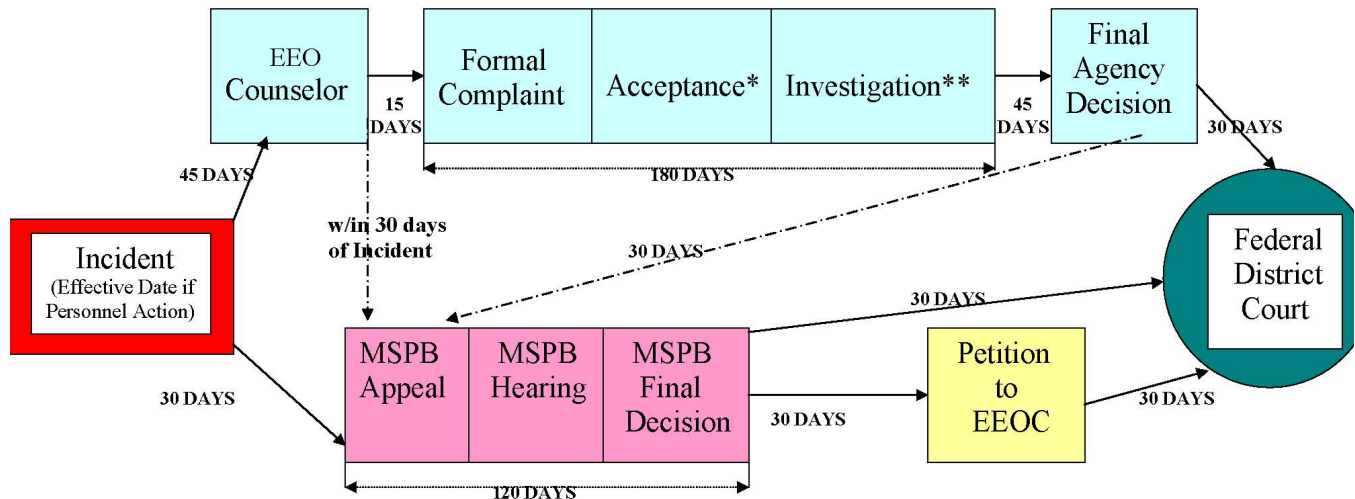 EEO
Counselor
15
DAYS
Formal
Complaint
Acceptance*
Investigation**
45
DAYS
Final
Agency
Decision
30 DAYS
180 DAYS
45 DAYS
w/in 30 days
of Incident
30 DAYS
Incident
(Effective Date if
Personnel Action)
30 DAYS
Federal
District
Court
30 DAYS
MSPB
Appeal
MSPB
Hearing
MSPB
Final
Decision
30 DAYS
Petition
to
EEOC
30 DAYS
120 DAYS